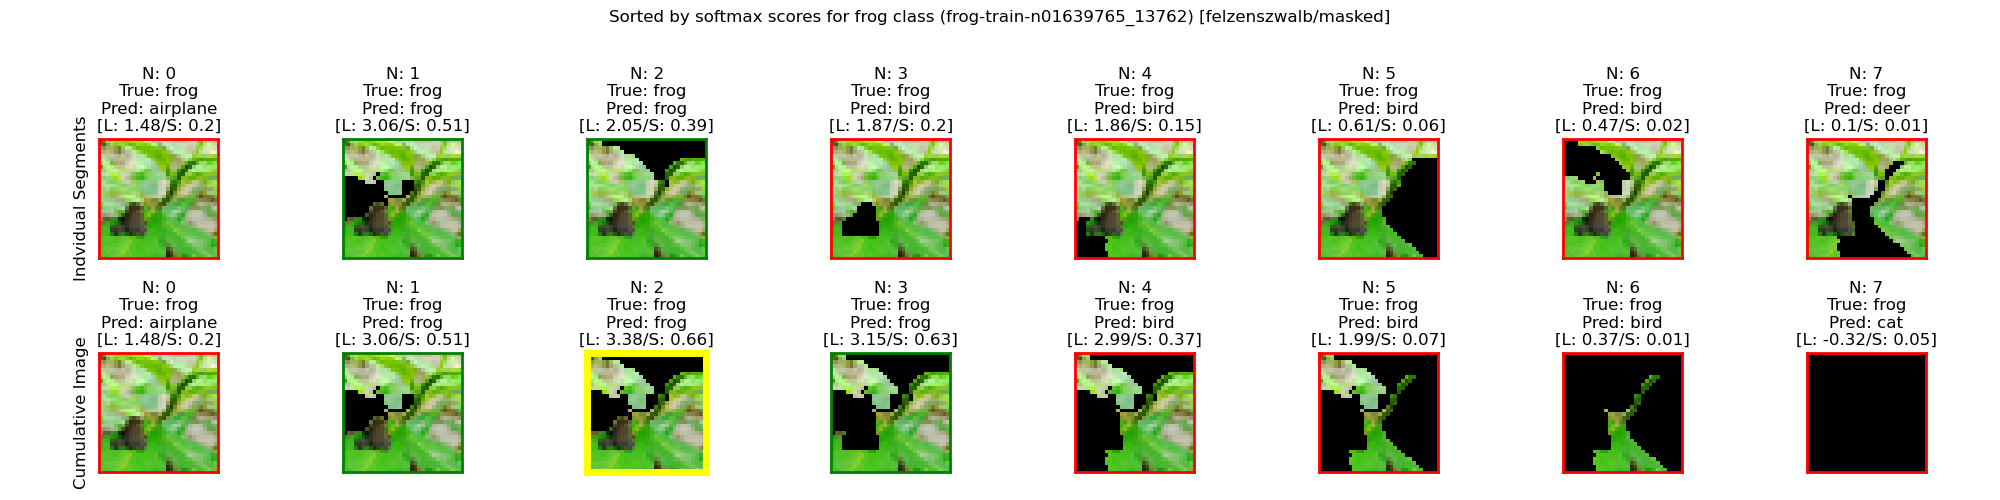 Sorted by softmax scores for frog class (frog-train-n01639765_13762) [felzenszwalb/masked]
Individual Segments
N: 0
True: frog
Pred: airplane
[L: 1.48/S: 0.2]
N: 1
True: frog
Pred: frog
[L: 3.06/S: 0.51]
N: 2
True: frog
Pred: frog
[L: 2.05/S: 0.39]
N: 3
True: frog
Pred: bird
[L: 1.87/S: 0.2]
N: 4
True: frog
Pred: bird
[L: 1.86/S: 0.15]
N: 5
True: frog
Pred: bird
[L: 0.61/S: 0.06]
N: 6
True: frog
Pred: bird
[L: 0.47/S: 0.02]
N: 7
True: frog
Pred: deer
[L: 0.1/S: 0.01]
Cumulative Image
N: 0
True: frog
Pred: airplane
[L: 1.48/S: 0.2]
N: 1
True: frog
Pred: frog
[L: 3.06/S: 0.51]
N: 2
True: frog
Pred: frog
[L: 3.38/S: 0.66]
N: 3
True: frog
Pred: frog
[L: 3.15/S: 0.63]
N: 4
True: frog
Pred: bird
[L: 2.99/S: 0.37]
N: 5
True: frog
Pred: bird
[L: 1.99/S: 0.07]
N: 6
True: frog
Pred: bird
[L: 0.37/S: 0.01]
N: 7
True: frog
Pred: cat
[L: -0.32/S: 0.05]